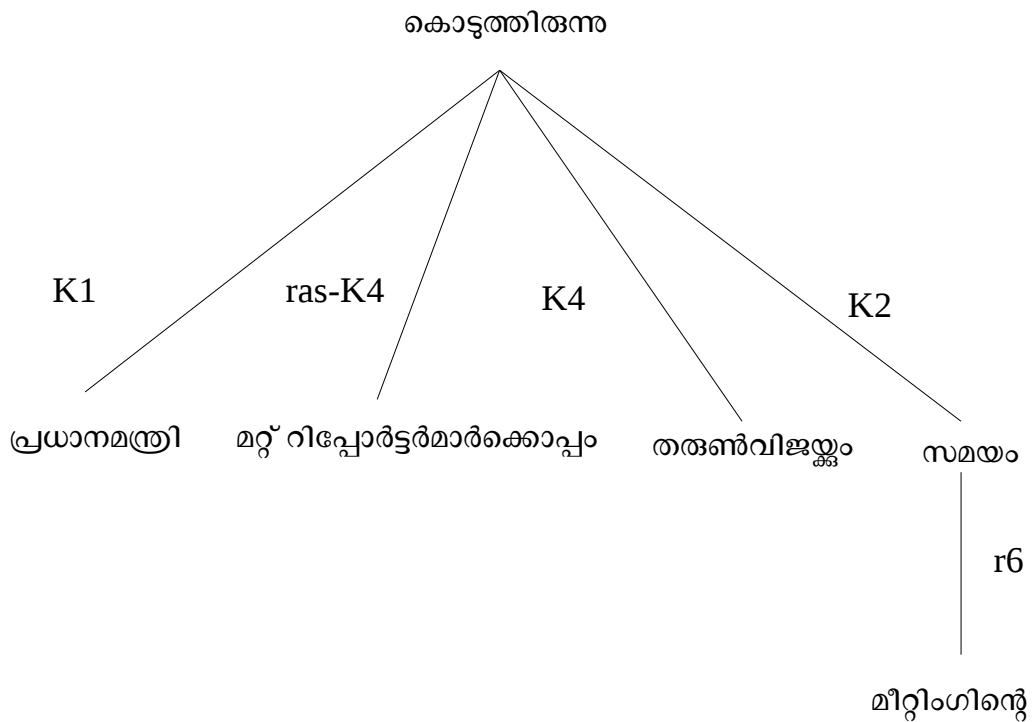 കൊടുത്തിരുന്നു
K1 ras-K4 K4 K2
പ്രധാനമന്ത്രി മറ്റ് റിപ്പോർട്ടർമാർക്കൊപ്പം തരുൺവിജയ്ക്കും സമയം
r6
മീറ്റിംഗിന്റെ